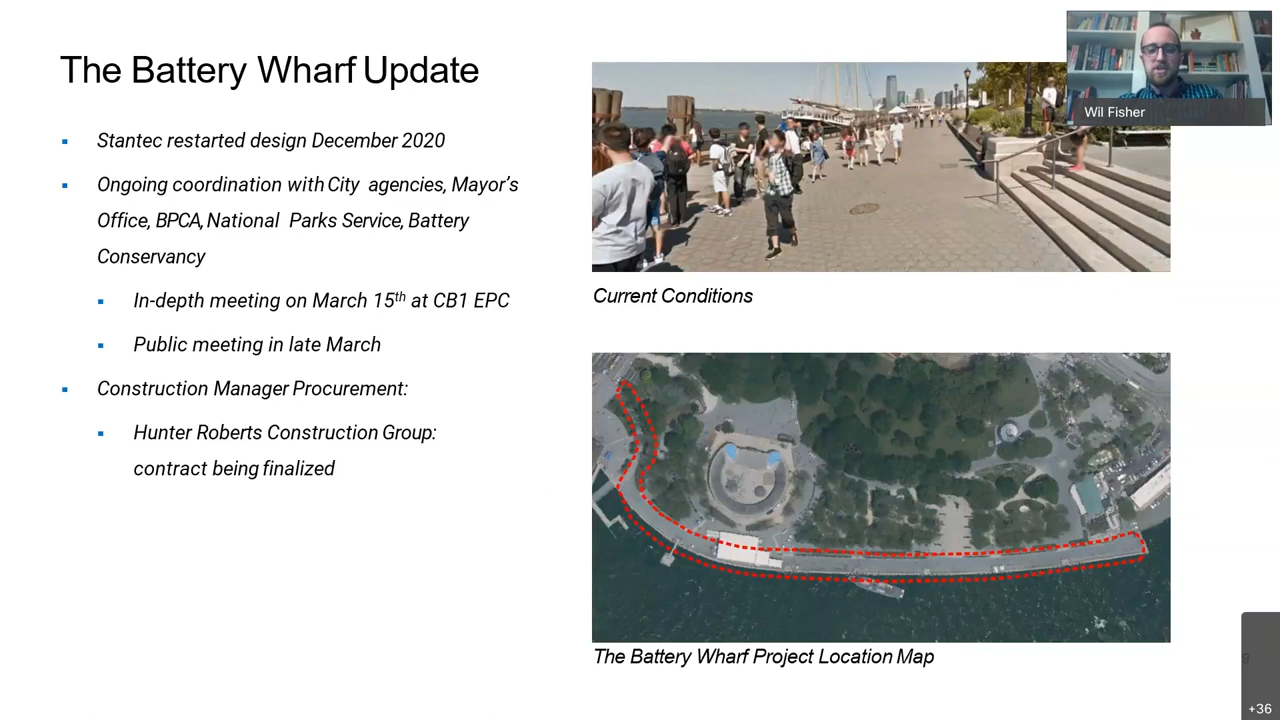 The Battery Wharf Update
Stantec restarted design December 2020
Ongoing coordination with City agencies, Mayor's
Office, BPCA, National Parks Service, Battery
Conservancy
In-depth meeting on March 15th at CB1 EPC
Public meeting in late March
Construction Manager Procurement:
Hunter Roberts Construction Group:
contract being finalized
Wil Fisher
Current Conditions
The Battery Wharf Project Location Map
+36